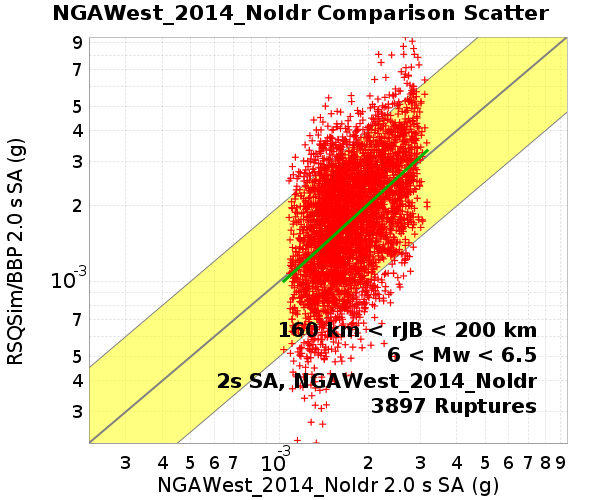 NGAWest_2014_NoIdr Comparison Scatter
9
7
5
4
3
2
10-3
7
5
4
3
RSQSim/BBP 2.0 s SA (g)
160 km < rJB < 200 km
6 < Mw < 6.5
2s SA, NGAWest_2014_NoIdr
3897 Ruptures
3 4 5 6 7 10-3 2 3 4 5 6 7 8 9
NGAWest_2014_NoIdr 2.0 s SA (g)